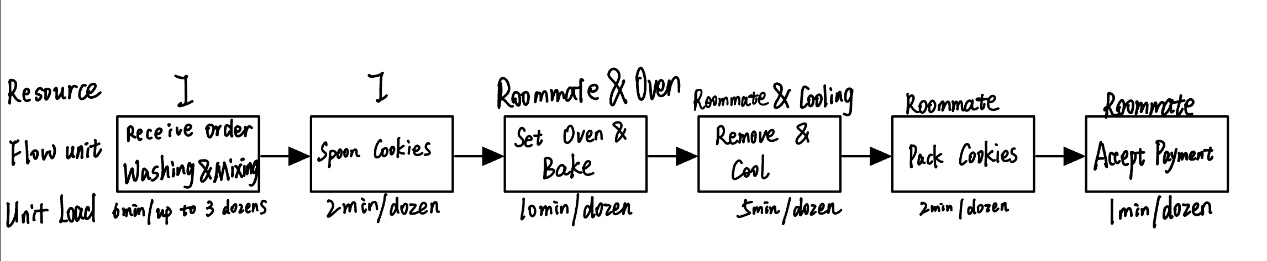 Resource I I Roommate & Oven Roommate & Cooling Roommate Roommate
Flow unit
Receive order
Washing & Mixing
Spoon Cookies
Set Oven &
Bake
Remove &
Cool
Pack Cookies
Accept Payment
Unit Load 6min/up to 3 dozens 2min/dozen 10min/dozen 5min/dozen 2min/dozen 1min/dozen